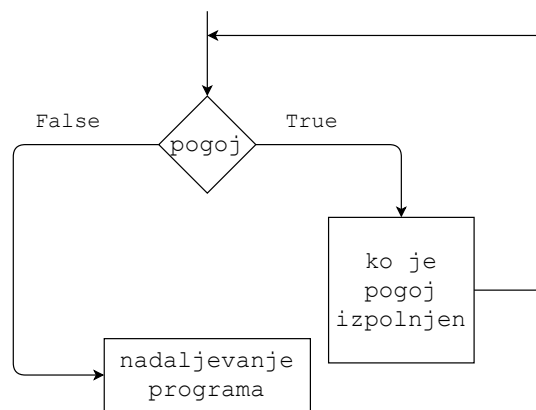 False
True
pogoj
ko je
pogoj
izpolnjen
nadaljevanje
programa